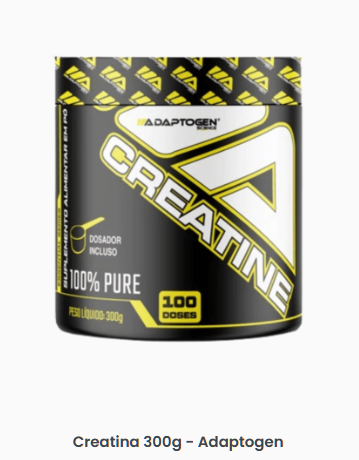 ADAPTOGEN
SCIENCE
CREATINE
SUPLEMENTO ALIMENTAR EM PÓ
DOSADOR
INCLUSO
100% PURE
100
DOSES
PESO LÍQUIDO: 300g
Creatina 300g - Adaptogen